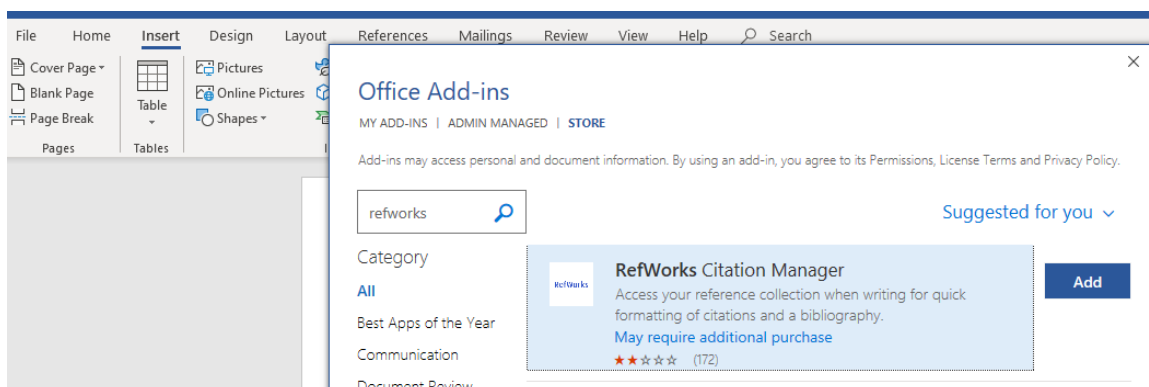 File Home Insert Design Layout References Mailings Review View Help Search
Cover Page
Blank Page
Page Break
Pages
Table
Tables
Pictures
Online Pictures
Shapes
Office Add-ins
MY ADD-INS | ADMIN MANAGED | STORE
Add-ins may access personal and document information. By using an add-in, you agree to its Permissions, License Terms and Privacy Policy.
refworks
Suggested for you
Category
All
Best Apps of the Year
Communication
Document Review
RefWorks
RefWorks Citation Manager
Access your reference collection when writing for quick
formatting of citations and a bibliography.
May require additional purchase
(172)
Add